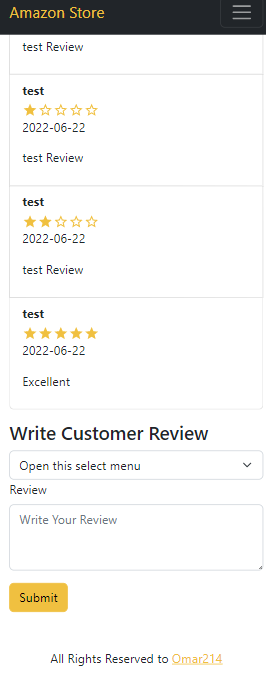 Amazon Store
test Review
test
2022-06-22
test Review
test
2022-06-22
test Review
test
2022-06-22
Excellent
Write Customer Review
Open this select menu
Review
Write Your Review
Submit
All Rights Reserved to Omar214